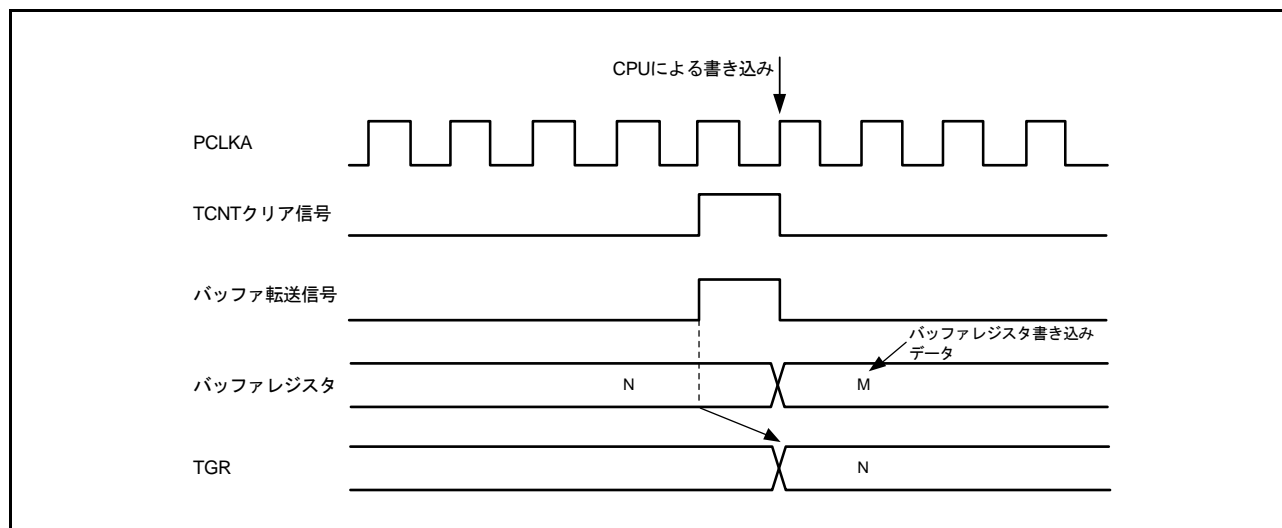 CPUによる書き込み
PCLKA
TCNTクリア信号
バッファ転送信号
バッファレジスタ書き込み
データ
バッファレジスタ
N
M
TGR
N